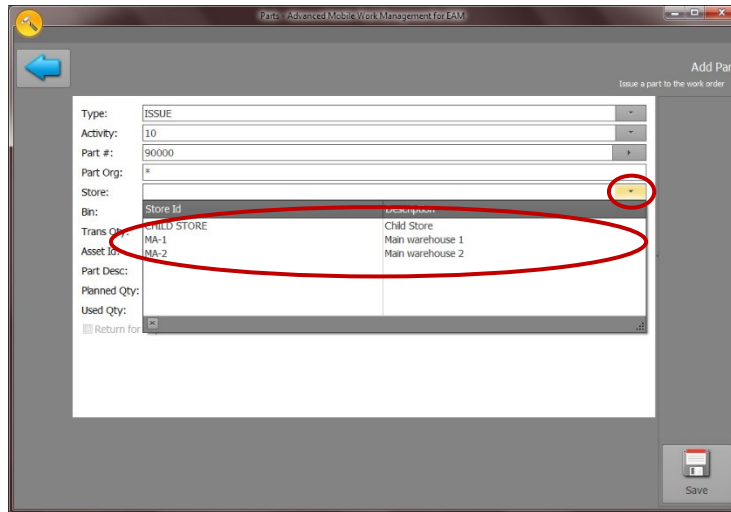 Parts - Advanced Mobile Work Management for EAM
Add Par
Issue a part to the work order
Type: ISSUE
Activity: 10
Part #: 90000
Part Org: *
Store:
Bin: Store Id Description
Trans Qty: CHILD STORE Child Store
MA-1 Main warehouse 1
Asset Id: MA-2 Main warehouse 2
Part Desc:
Planned Qty:
Used Qty:
Return for
Save